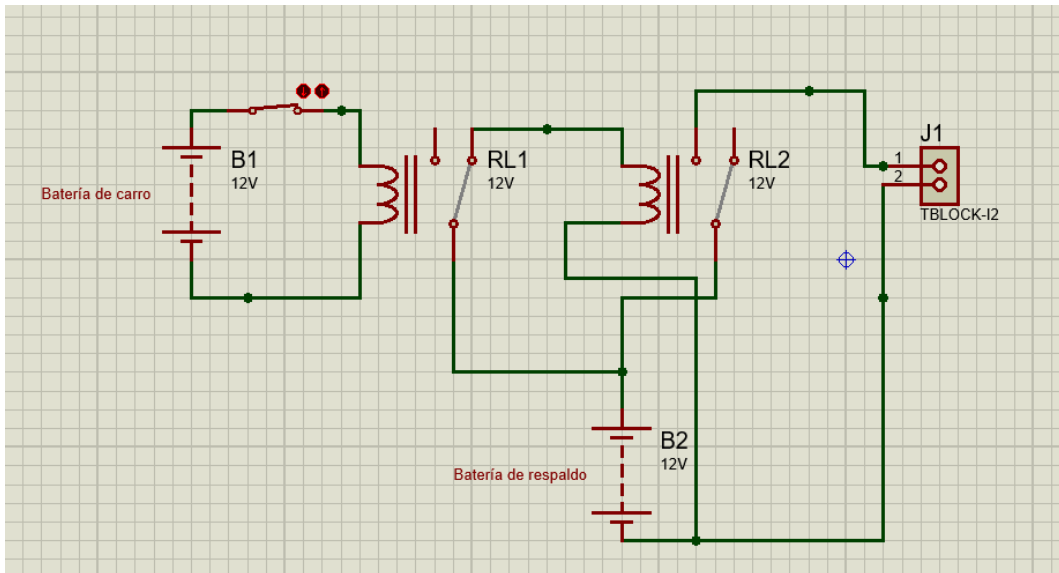 B1
12V
Batería de carro
RL1
12V
RL2
12V
J1
1
2
TBLOCK-I2
B2
12V
Batería de respaldo